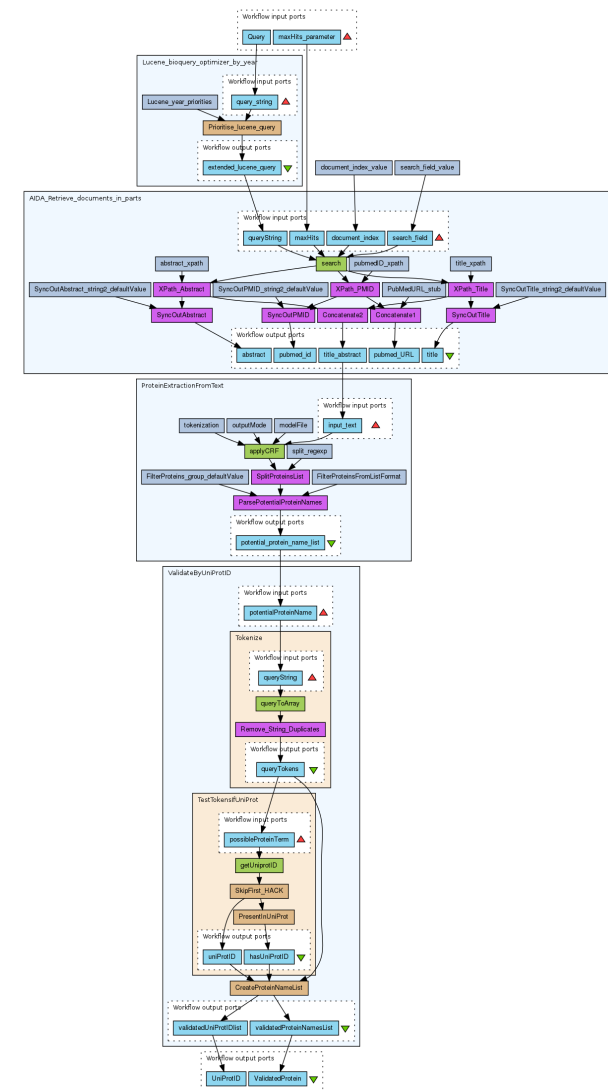 Workflow input ports
Query maxHits_parameter
Lucene_bioquery_optimizer_by_year
Workflow input ports
Lucene_year_priorities query_string
Prioritise_lucene_query
Workflow output ports
extended_lucene_query
document_index_value search_field_value
AIDA_Retrieve_documents_in_parts
Workflow input ports
queryString maxHits document_index search_field
abstract_xpath search pubmedID_xpath title_xpath
SyncOutAbstract_string2_defaultValue XPath_Abstract SyncOutPMID_string2_defaultValue XPath_PMID PubMedURL_stub XPath_Title SyncOutTitle_string2_defaultValue
SyncOutAbstract SyncOutPMID Concatenate2 Concatenate1 SyncOutTitle
Workflow output ports
abstract pubmed_id title_abstract pubmed_URL title
ProteinExtractionFromText
Workflow input ports
tokenization outputMode modelFile input_text
applyCRF split_regexp
FilterProteins_group_defaultValue SplitProteinsList FilterProteinsFromListFormat
ParsePotentialProteinNames
Workflow output ports
potential_protein_name_list
ValidateByUniProtID
Workflow input ports
potentialProteinName
Tokenize
Workflow input ports
queryString
queryToArray
Remove_String_Duplicates
Workflow output ports
queryTokens
TestTokensIfUniProt
Workflow input ports
possibleProteinTerm
getUniprotID
SkipFirst_HACK
PresentInUniProt
Workflow output ports
uniProtID hasUniProtID
CreateProteinNameList
Workflow output ports
validatedUniProtIDlist validatedProteinNamesList
Workflow output ports
UniProtID ValidatedProtein